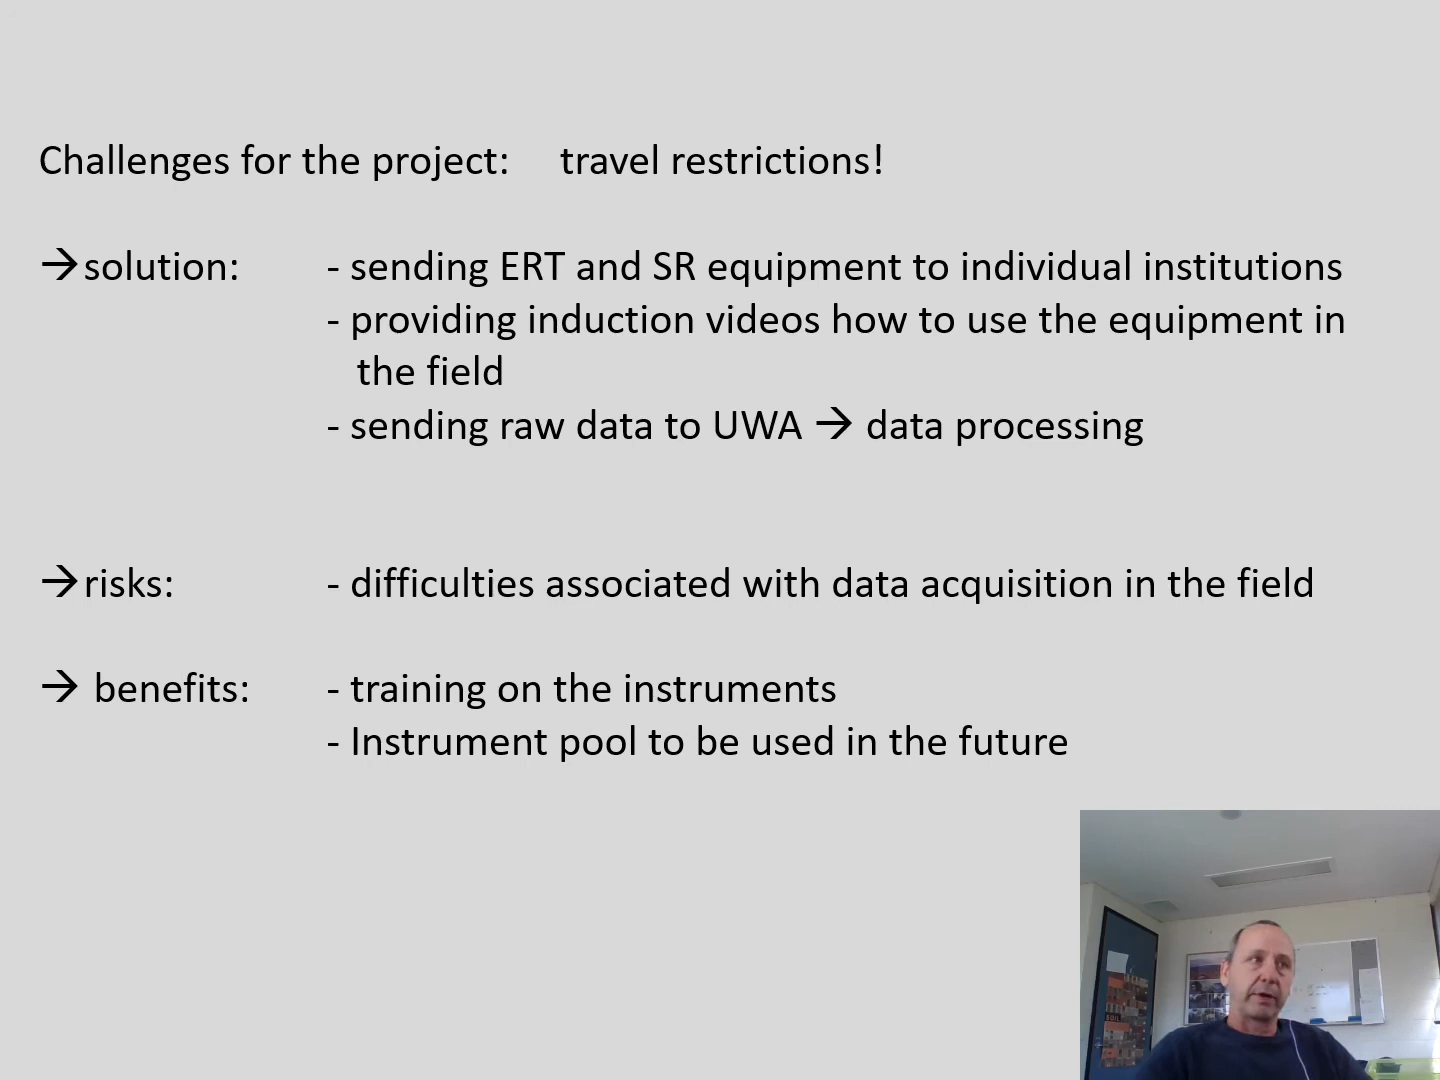 Challenges for the project: travel restrictions!
→ solution: - sending ERT and SR equipment to individual institutions
- providing induction videos how to use the equipment in
the field
- sending raw data to UWA → data processing
→ risks: - difficulties associated with data acquisition in the field
→ benefits: - training on the instruments
- Instrument pool to be used in the future